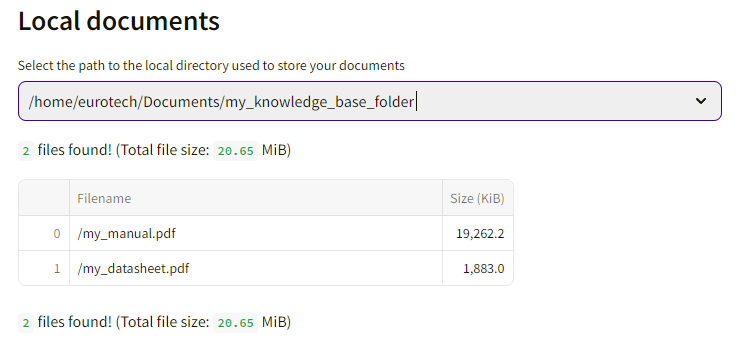 Local documents
Select the path to the local directory used to store your documents
/home/eurotech/Documents/my_knowledge_base_folder
2 files found! (Total file size: 20.65 MiB)
Filename Size (KiB)
0 /my_manual.pdf 19,262.2
1 /my_datasheet.pdf 1,883.0
2 files found! (Total file size: 20.65 MiB)